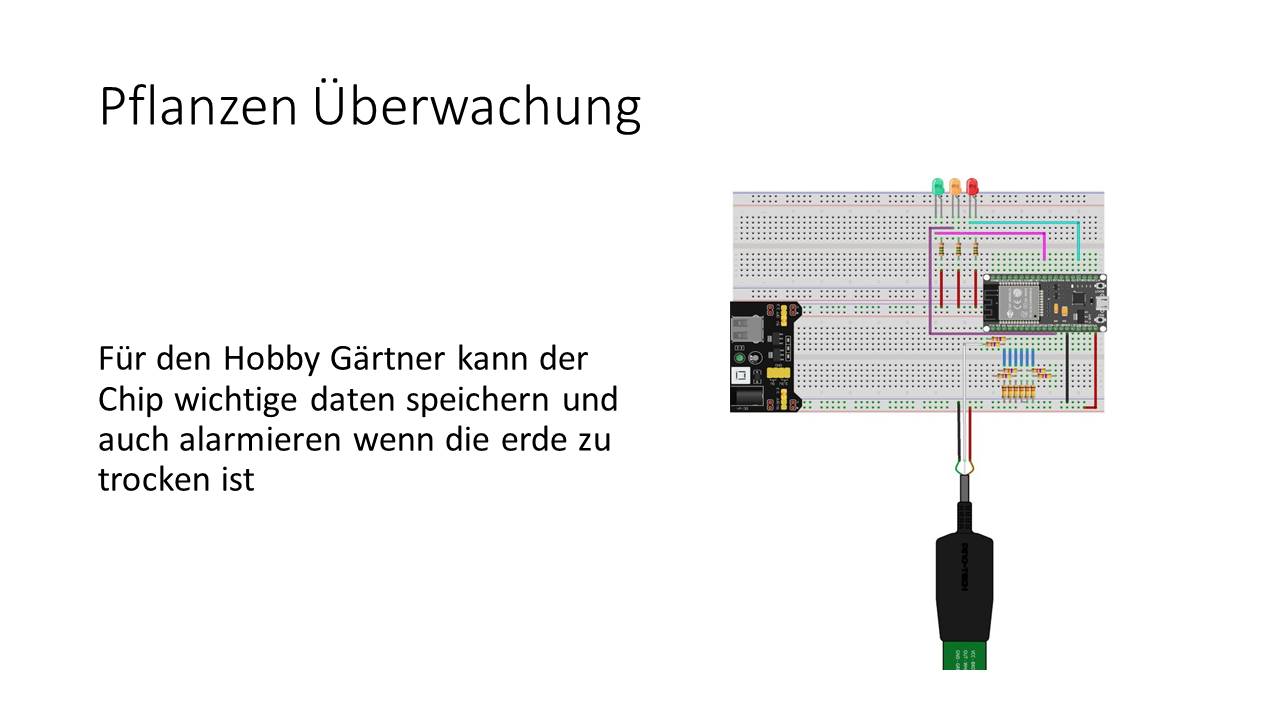 Pflanzen Überwachung
Für den Hobby Gärtner kann der
Chip wichtige daten speichern und
auch alarmieren wenn die erde zu
trocken ist